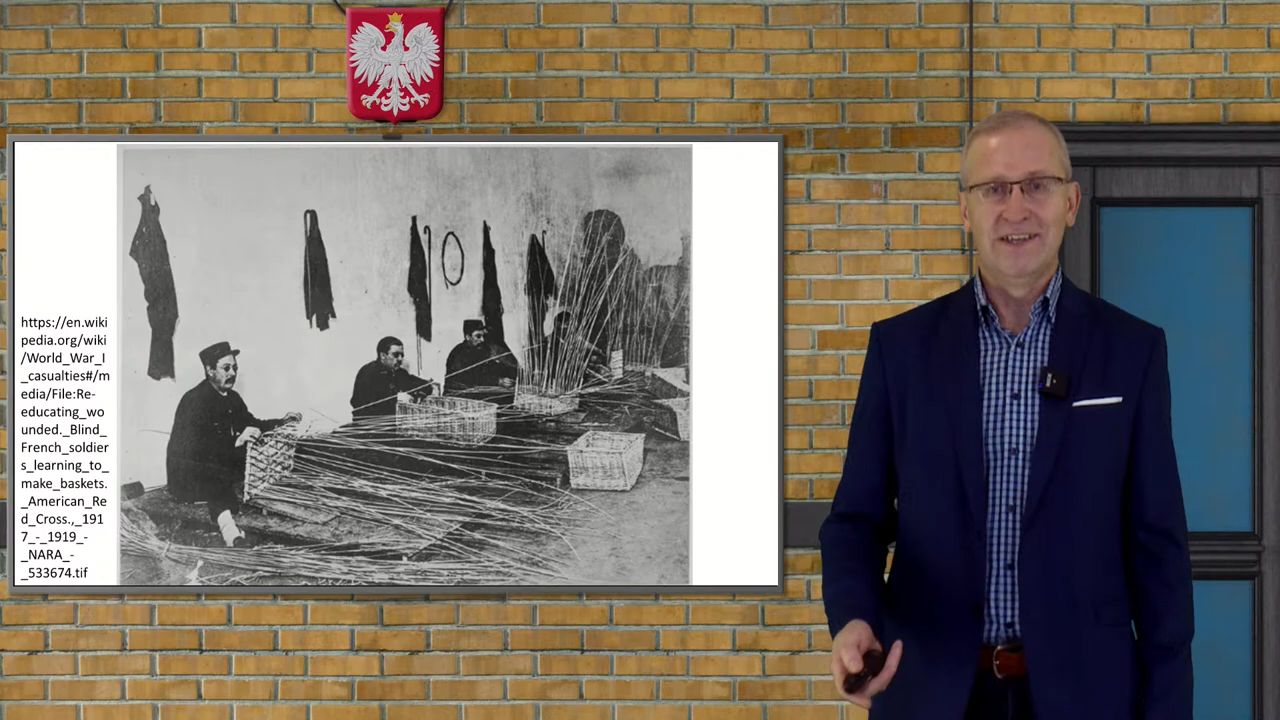 https://en.wiki
pedia.org/wiki
/World_War_I
_casualties#/m
edia/File:Re-
educating_wo
unded._Blind_
French_soldier
s_learning_to_
make_baskets.
_American_Re
d_Cross.,_191
7_-_1919_-
_NARA_-
_533674.tif